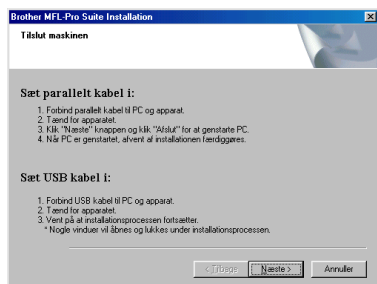 Brother MFL-Pro Suite Installation
Tilslut maskinen
Sæt parallelt kabel i:
1. Forbind parallelt kabel til PC og apparat.
2. Tænd for apparatet.
3. Klik "Næste" knappen og klik "Afslut" for at genstarte PC.
4. Når PC er genstartet, afvent af installationen færdiggøres.
Sæt USB kabel i:
1. Forbind USB kabel til PC og apparat.
2. Tænd for apparatet.
3. Vent på at installationsprocessen fortsætter.
* Nogle vinduer vil åbnes og lukkes under installationsprocessen.
< Tilbage Næste > Annuller